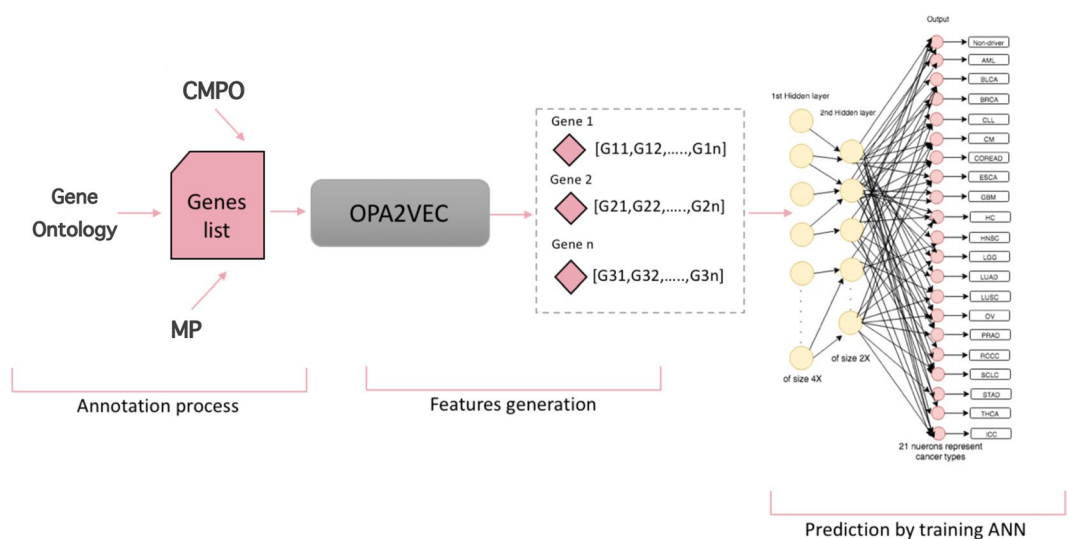 CMPO
Gene
Ontology
Genes
list
MP
Annotation process
OPA2VEC
Features generation
Gene 1
[G11,G12,.....,G1n]
Gene 2
[G21,G22,.....,G2n]
Gene n
[G31,G32,.....,G3n]
1st Hidden layer
2nd Hidden layer
of size 4X
of size 2X
Output
Non-driver
AML
BLCA
BRCA
CLL
CM
COREAD
ESCA
GBM
HC
HNSC
LGG
LUAD
LUSC
OV
PRAD
RCCC
SCLC
STAD
THCA
ICC
21 nuerons represent
cancer types
Prediction by training ANN